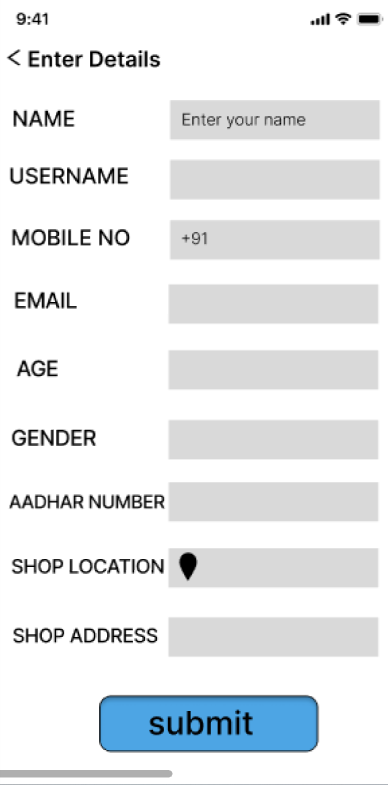 9:41
< Enter Details
NAME Enter your name
USERNAME
MOBILE NO +91
EMAIL
AGE
GENDER
AADHAR NUMBER
SHOP LOCATION
SHOP ADDRESS
submit